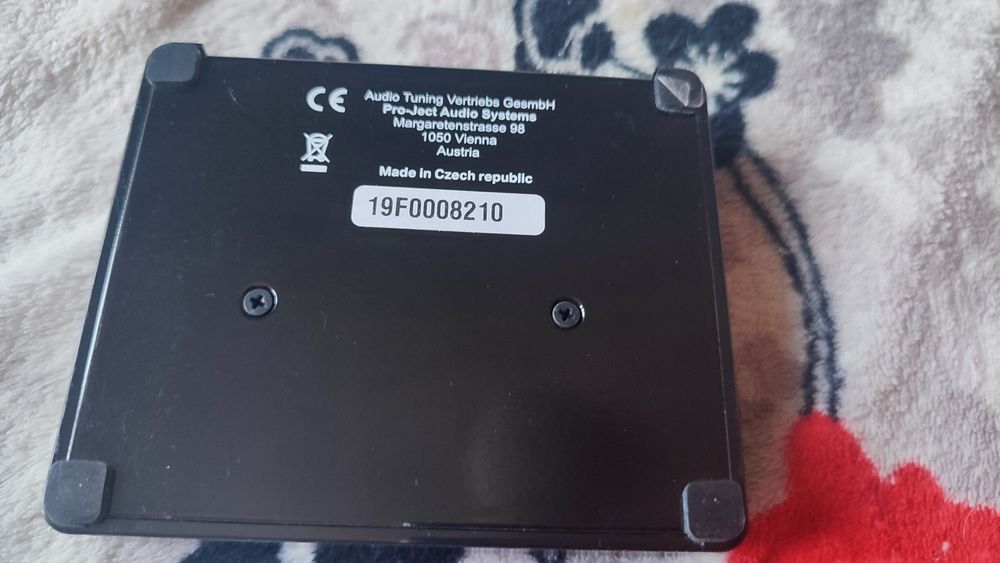 CE
Audio Tuning Vertriebs GesmbH
Pro-Ject Audio Systems
Margaretenstrasse 98
1050 Vienna
Austria
Made in Czech republic
19F0008210